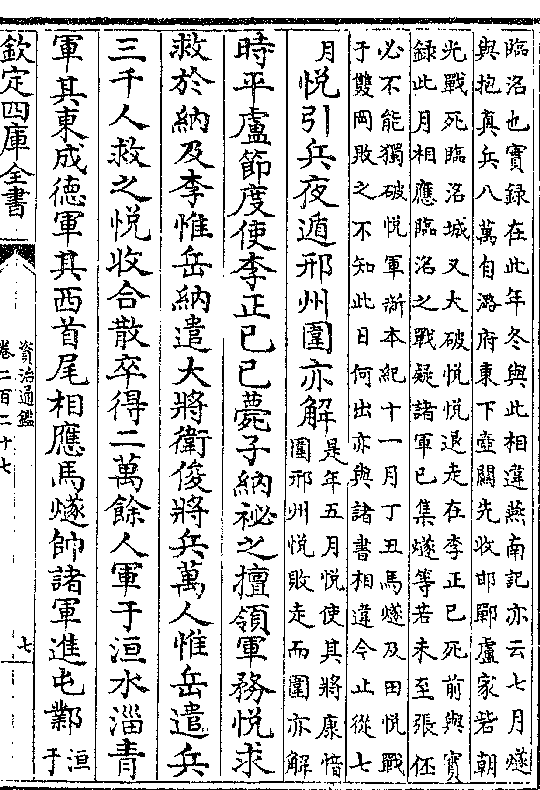 臨洺也實録在此年冬與此相違燕南記亦云七月燧
與抱真兵八萬自潞府東下壺關先收邯鄲盧家砦朝
光戰死臨洺城又大破悦悦退走在李正已死前與實
録此月相應臨洺之戰疑諸軍已集燧等若未至張伾
必不能獨破悦軍新本紀十一月丁丑馬燧及田悦戰
于雙岡敗之不知此日何出亦與諸書相違今止從七
月悦引兵夜遁邢州圍亦解
是年五月悦使其將康愔
圍邢州悦敗走而圍亦解
時平盧節度使李正已已薨子納祕之擅領軍務悦求
救於納及李惟岳納遣大將衛俊將兵萬人惟岳遣兵
三千人救之悦收合散卒得二萬餘人軍于洹水淄青
軍其東成德軍其西首尾相應馬燧帥諸軍進屯鄴
洹
于
欽定四庫全書
資治通鑑
卷二百二十七
七